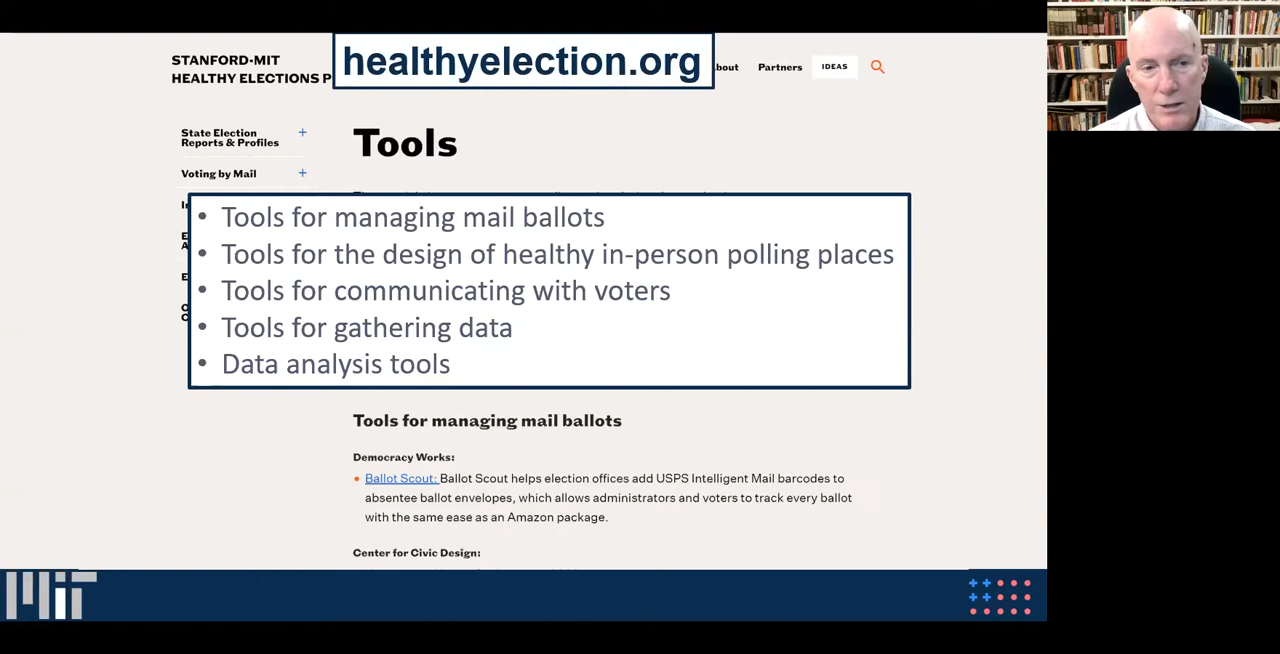 healthyelection.org
STANFORD-MIT
HEALTHY ELECTIONS P
bout
Partners
IDEAS
State Election
Reports & Profiles
Voting by Mail
Tools
• Tools for managing mail ballots
• Tools for the design of healthy in-person polling places
• Tools for communicating with voters
• Tools for gathering data
• Data analysis tools
Tools for managing mail ballots
Democracy Works:
Ballot Scout: Ballot Scout helps election offices add USPS Intelligent Mail barcodes to
absentee ballot envelopes, which allows administrators and voters to track every ballot
with the same ease as an Amazon package.
Center for Civic Design:
MIT